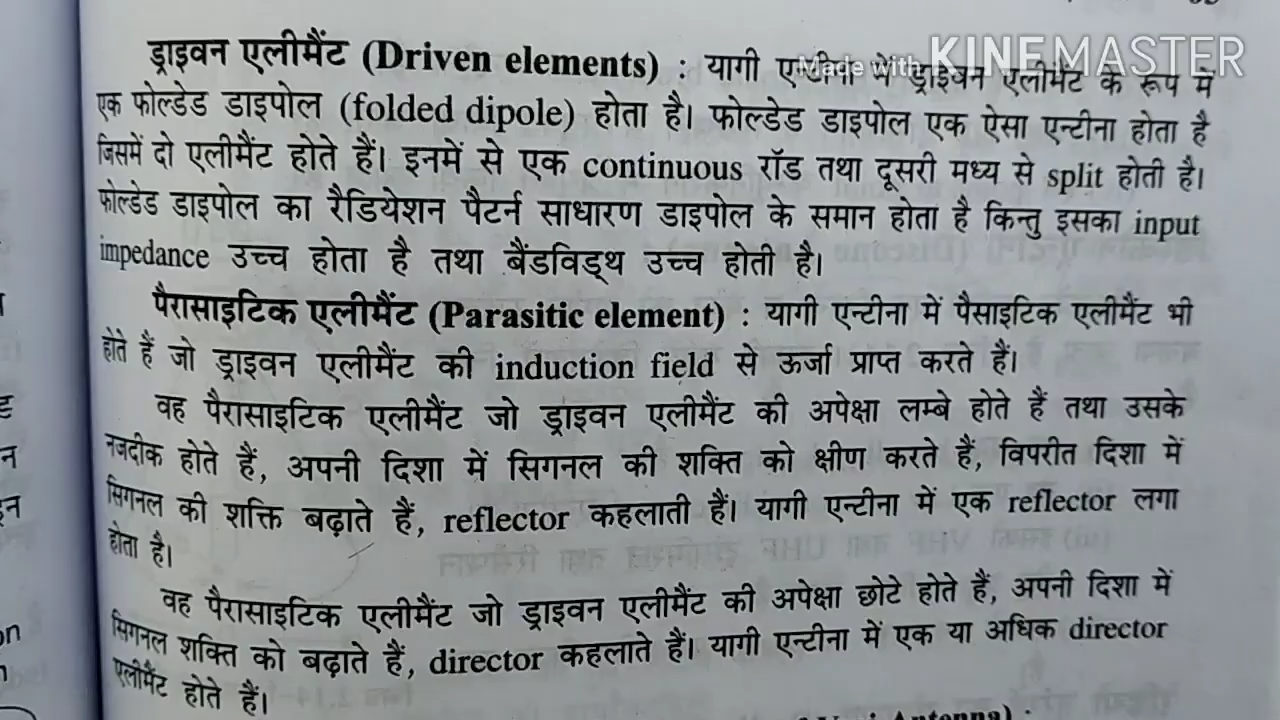 ड्राइवन एलीमैंट (Driven elements) : यागी एन्टीना में ड्राइवन एलीमैंट के रूप में
Made with KINEMASTER
एक फोल्डेड डाइपोल (folded dipole) होता है। फोल्डेड डाइपोल एक ऐसा एन्टीना होता है
जिसमें दो एलीमैंट होते हैं। इनमें से एक continuous रॉड तथा दूसरी मध्य से split होती है।
फोल्डेड डाइपोल का रैडियेशन पैटर्न साधारण डाइपोल के समान होता है किन्तु इसका input
impedance उच्च होता है तथा बैंडविड्थ उच्च होती है।
पैरासाइटिक एलीमैंट (Parasitic element) : यागी एन्टीना में पैसाइटिक एलीमैंट भी
होते हैं जो ड्राइवन एलीमैंट की induction field से ऊर्जा प्राप्त करते हैं।
वह पैरासाइटिक एलीमैंट जो ड्राइवन एलीमैंट की अपेक्षा लम्बे होते हैं तथा उसके
नजदीक होते हैं, अपनी दिशा में सिगनल की शक्ति को क्षीण करते हैं, विपरीत दिशा में
सिगनल की शक्ति बढ़ाते हैं, reflector कहलाती हैं। यागी एन्टीना में एक reflector लगा
होता है।
वह पैरासाइटिक एलीमैंट जो ड्राइवन एलीमैंट की अपेक्षा छोटे होते हैं, अपनी दिशा में
सिगनल शक्ति को बढ़ाते हैं, director कहलाते हैं। यागी एन्टीना में एक या अधिक director
एलीमैंट होते हैं।